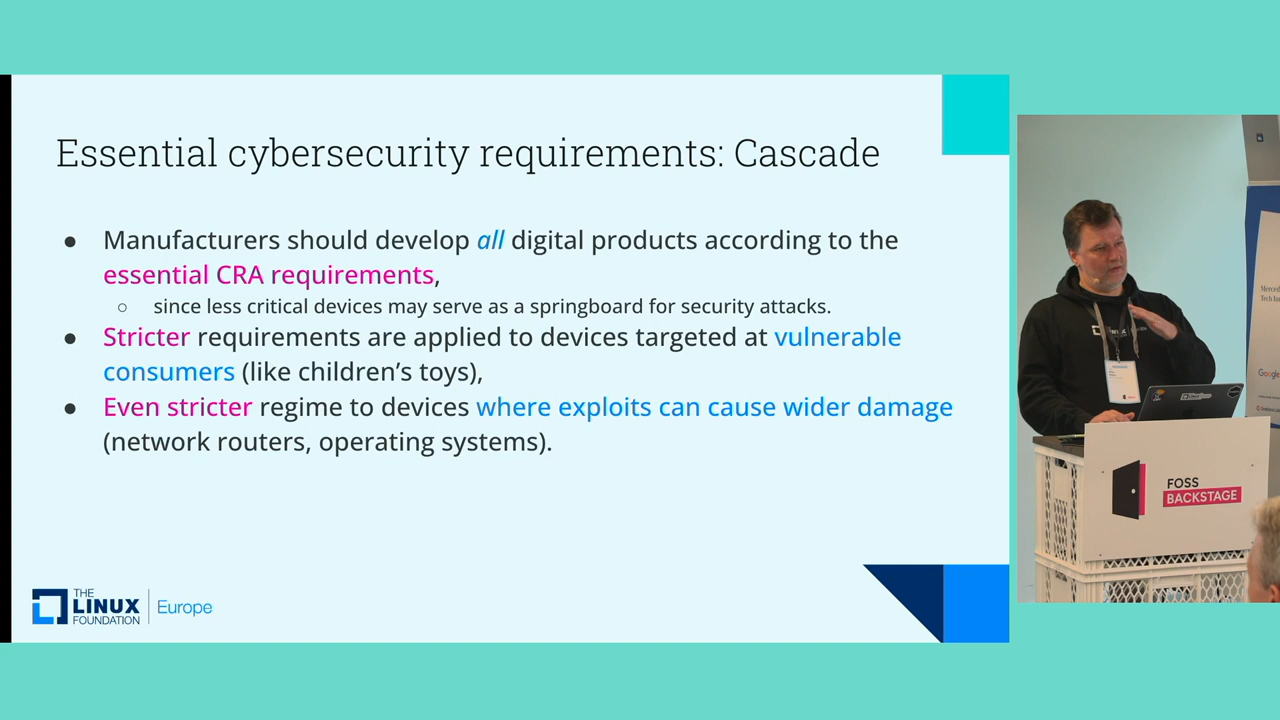 Essential cybersecurity requirements: Cascade
● Manufacturers should develop all digital products according to the
essential CRA requirements,
○ since less critical devices may serve as a springboard for security attacks.
● Stricter requirements are applied to devices targeted at vulnerable
consumers (like children’s toys),
● Even stricter regime to devices where exploits can cause wider damage
(network routers, operating systems).
THE
LINUX
FOUNDATION
Europe
LINUX
FOSS
BACKSTAGE
Google